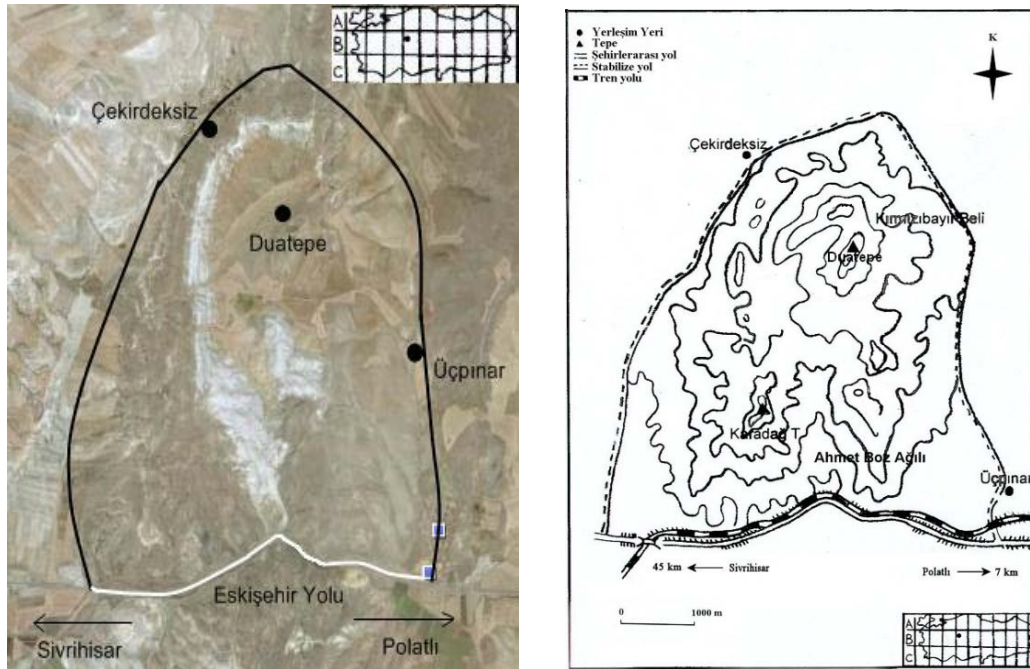 A
B
C
Çekirdeksiz
Duatepe
Üçpınar
Eskişehir Yolu
Sivrihisar
Polatlı
Yerleşim Yeri
Tepe
Şehirlerarası yol
Stabilize yol
Tren yolu
K
Çekirdeksiz
Kırmızıbayır Beli
Duatepe
Karadağ T.
Ahmet Boz Ağılı
Üçpınar
45 km Sivrihisar
Polatlı 7 km
0 1000 m
A
B
C